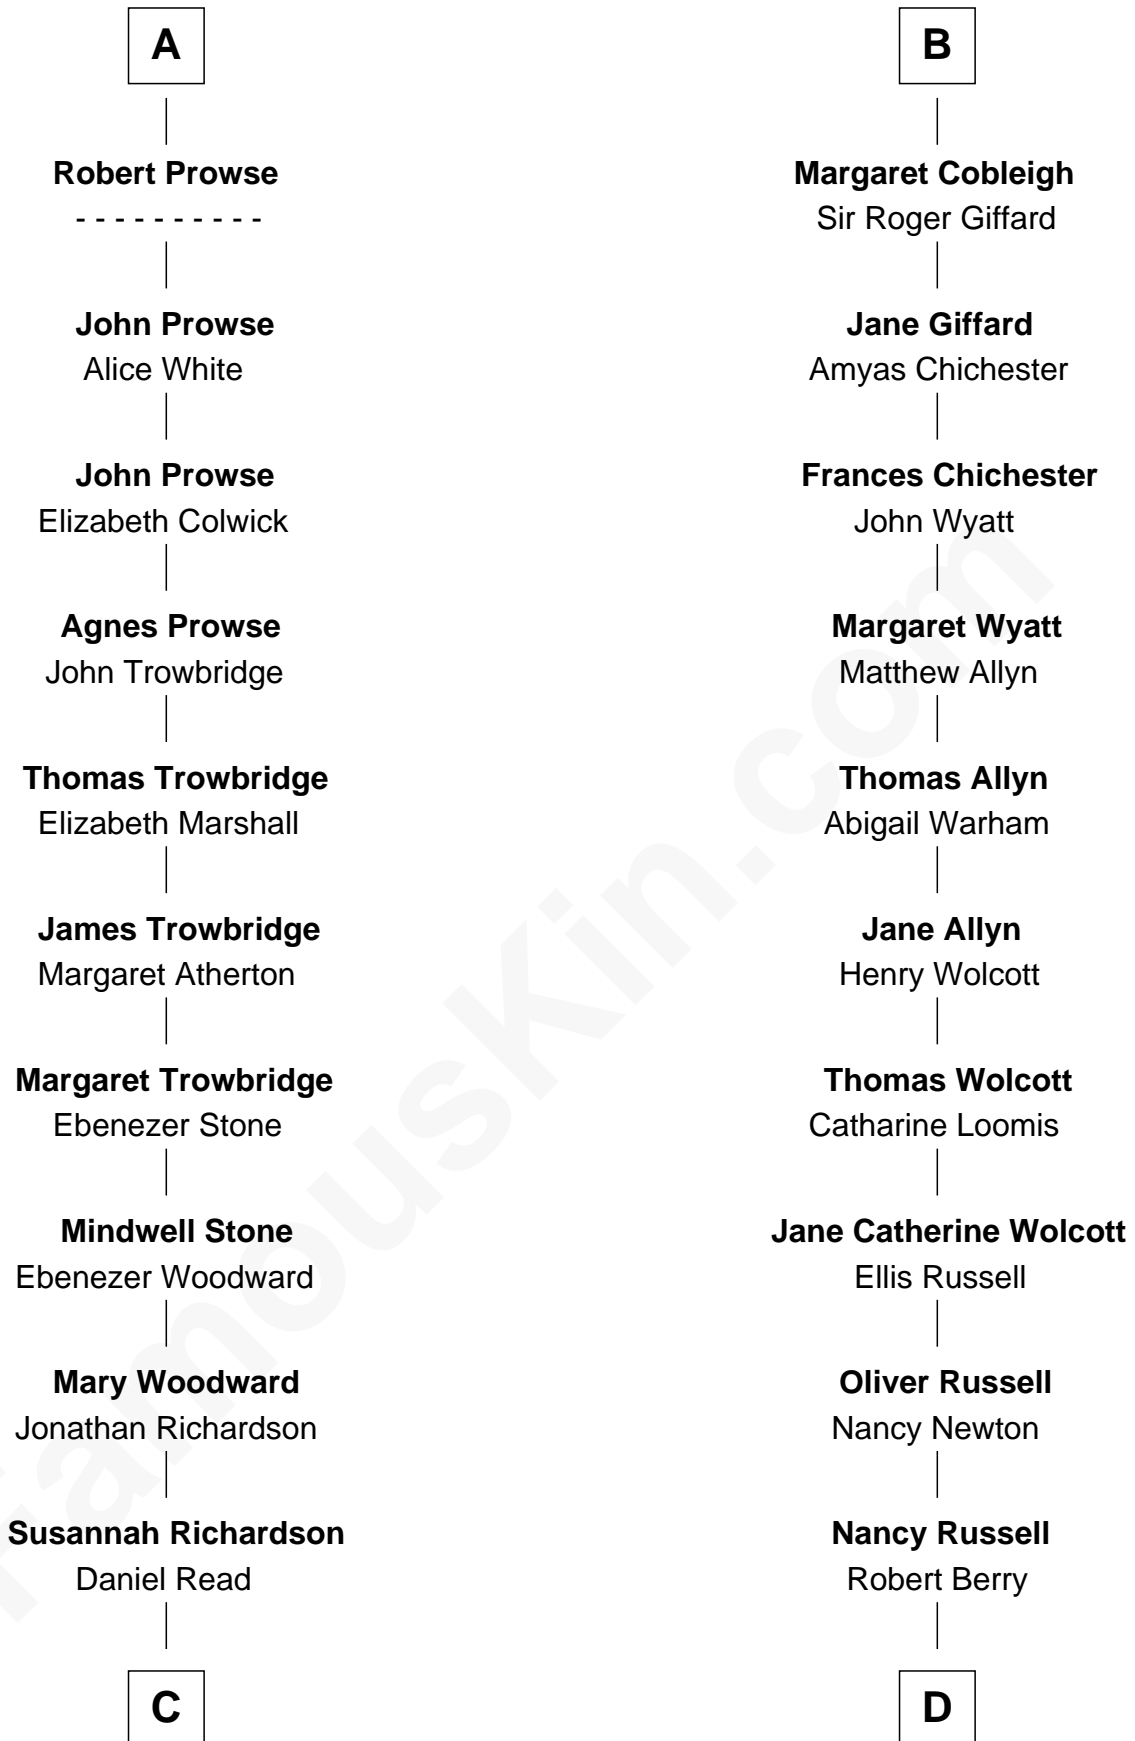 A
Robert Prowse
- - - - - - - - - -
John Prowse
Alice White
John Prowse
Elizabeth Colwick
Agnes Prowse
John Trowbridge
Thomas Trowbridge
Elizabeth Marshall
James Trowbridge
Margaret Atherton
Margaret Trowbridge
Ebenezer Stone
Mindwell Stone
Ebenezer Woodward
Mary Woodward
Jonathan Richardson
Susannah Richardson
Daniel Read
C
B
Margaret Cobleigh
Sir Roger Giffard
Jane Giffard
Amyas Chichester
Frances Chichester
John Wyatt
Margaret Wyatt
Matthew Allyn
Thomas Allyn
Abigail Warham
Jane Allyn
Henry Wolcott
Thomas Wolcott
Catharine Loomis
Jane Catherine Wolcott
Ellis Russell
Oliver Russell
Nancy Newton
Nancy Russell
Robert Berry
D
FamousKin.com